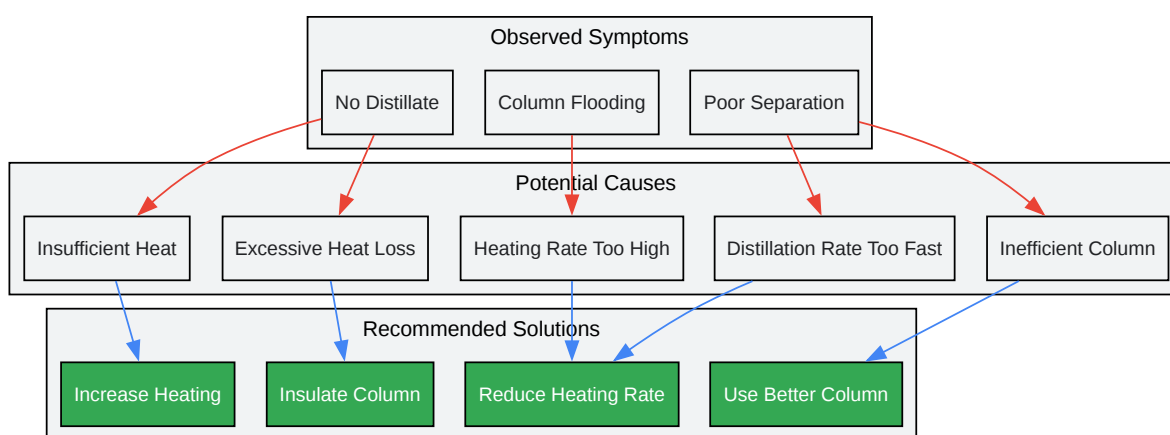 Observed Symptoms
No Distillate
Column Flooding
Poor Separation
Potential Causes
Insufficient Heat
Excessive Heat Loss
Heating Rate Too High
Distillation Rate Too Fast
Inefficient Column
Recommended Solutions
Increase Heating
Insulate Column
Reduce Heating Rate
Use Better Column